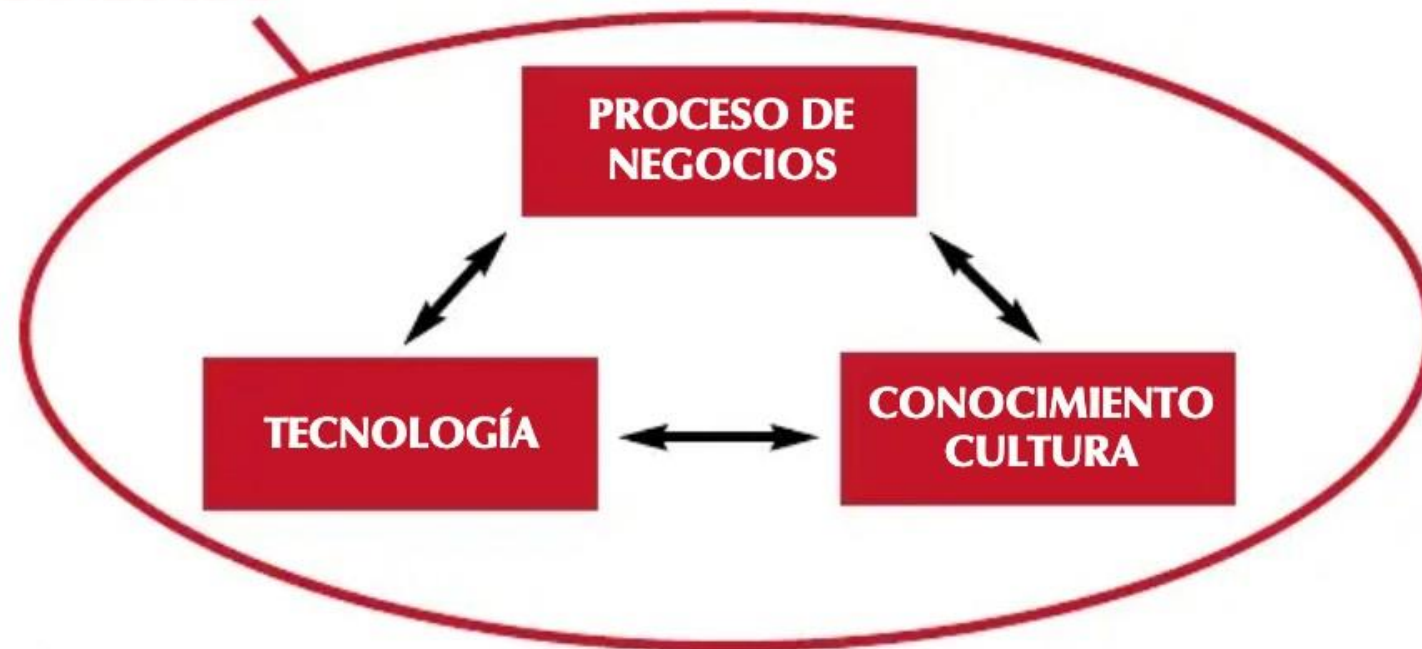 PROCESO DE
NEGOCIOS
TECNOLOGÍA
CONOCIMIENTO
CULTURA